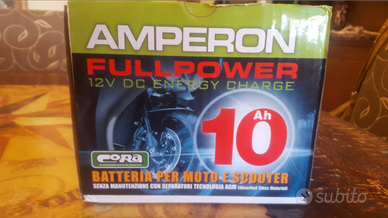 AMPERON
FULLPOWER
12V DC ENERGY CHARGE
10 Ah
FORA
BATTERIA PER MOTO E SCOOTER
SENZA MANUTENZIONE CON SEPARATORI TECNOLOGIA AGM (Absorbed Glass Material)
subito